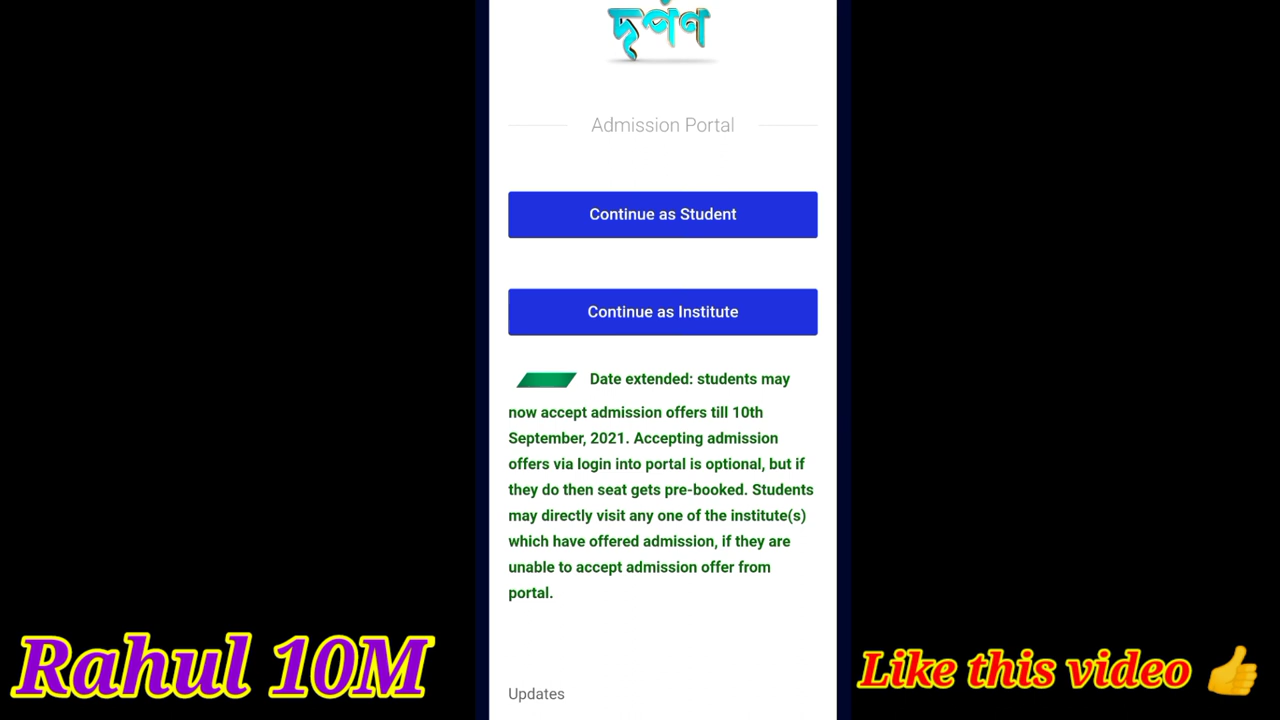 দর্পণ
Admission Portal
Continue as Student
Continue as Institute
Date extended: students may
now accept admission offers till 10th
September, 2021. Accepting admission
offers via login into portal is optional, but if
they do then seat gets pre-booked. Students
may directly visit any one of the institute(s)
which have offered admission, if they are
unable to accept admission offer from
portal.
Updates
Rahul 10M
Like this video 👍